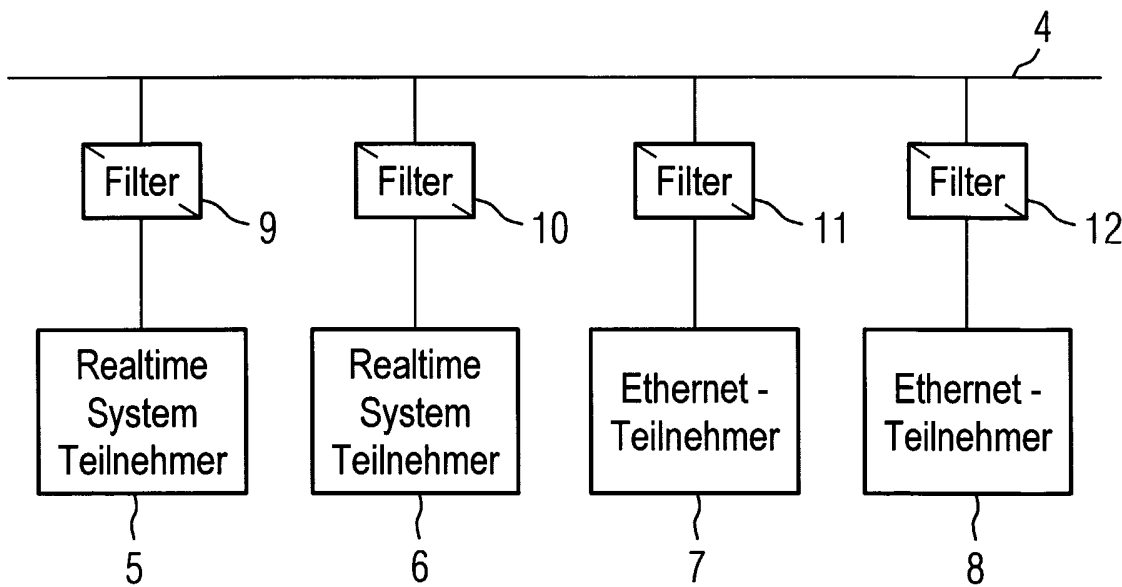 4
Filter
9
Filter
10
Filter
11
Filter
12
Realtime
System
Teilnehmer
5
Realtime
System
Teilnehmer
6
Ethernet -
Teilnehmer
7
Ethernet -
Teilnehmer
8